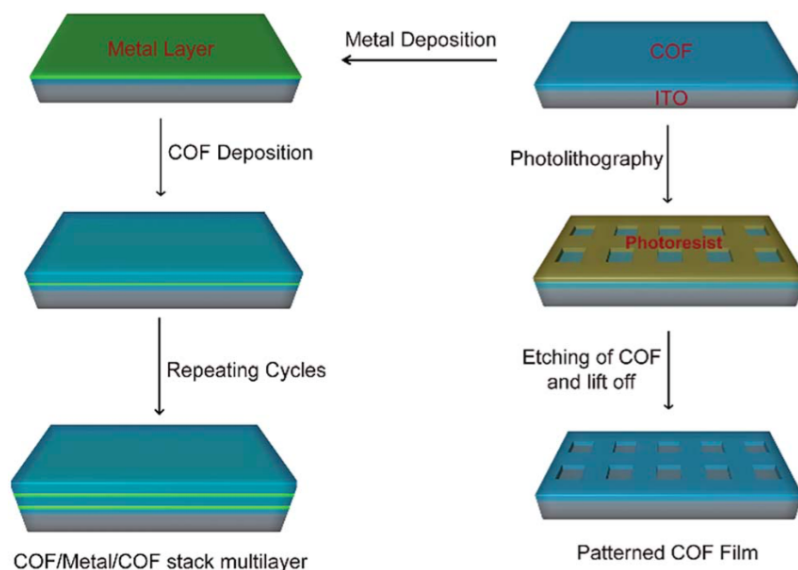 Metal Layer
Metal Deposition
COF
ITO
COF Deposition
Photolithography
Photoresist
Repeating Cycles
Etching of COF
and lift off
COF/Metal/COF stack multilayer
Patterned COF Film